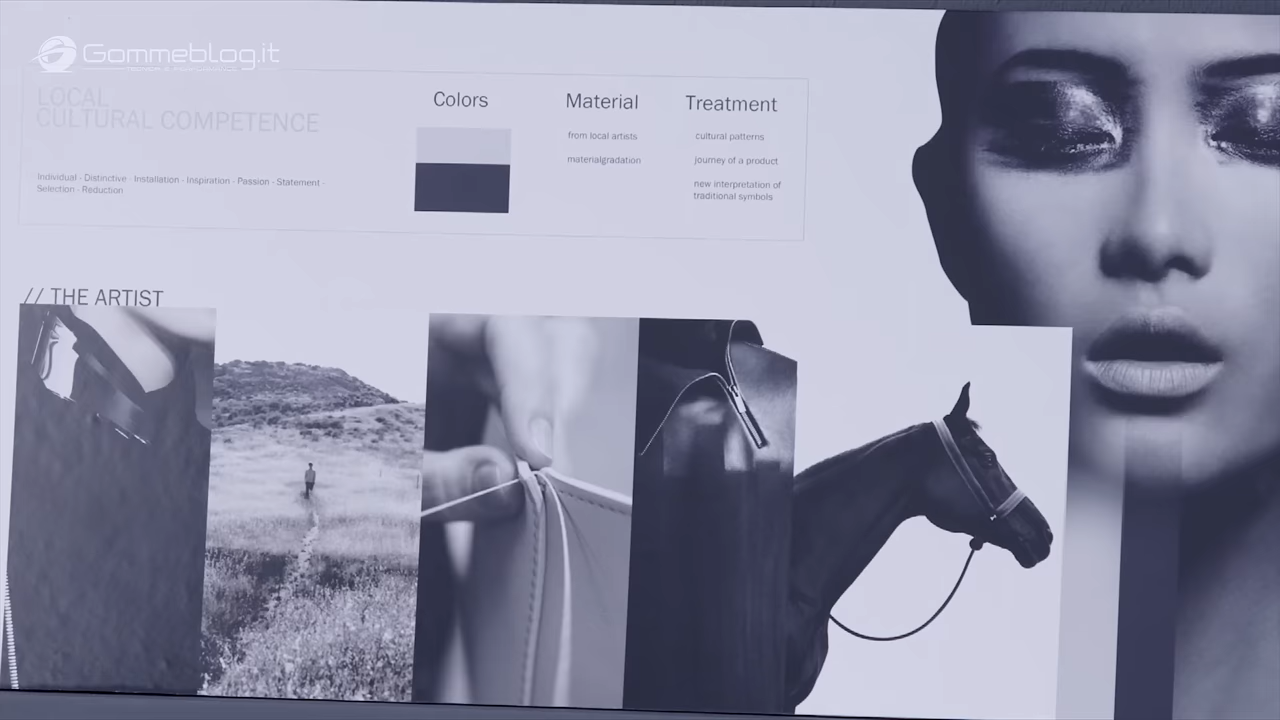 Gommeblog.it
LOCAL
CULTURAL COMPETENCE
Individual - Distinctive - Installation - Inspiration - Passion - Statement -
Selection - Reduction
Colors
Material
from local artists
materialgradation
Treatment
cultural patterns
journey of a product
new interpretation of
traditional symbols
// THE ARTIST